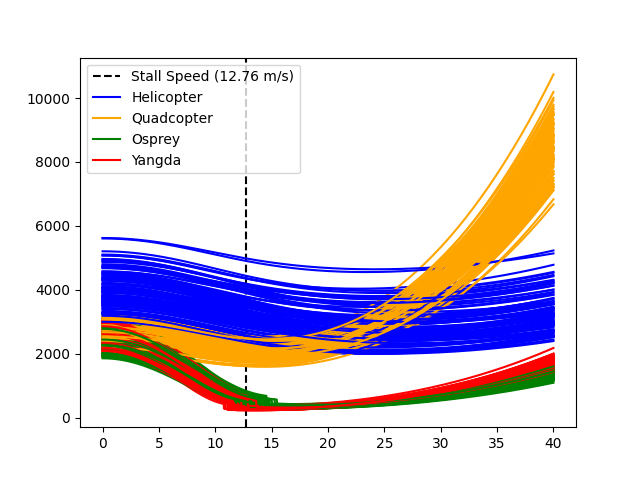 Stall Speed (12.76 m/s)
Helicopter
Quadcopter
Osprey
Yangda
10000
8000
6000
4000
2000
0
0 5 10 15 20 25 30 35 40